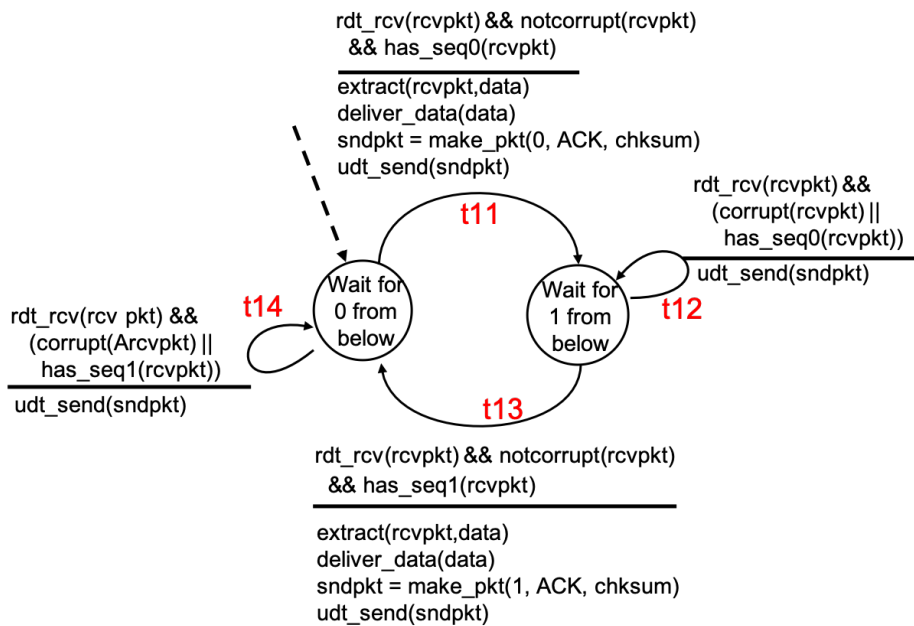 rdt_rcv(rcvpkt) && notcorrupt(rcvpkt)
&& has_seq0(rcvpkt)
extract(rcvpkt,data)
deliver_data(data)
sndpkt = make_pkt(0, ACK, chksum)
udt_send(sndpkt)
t11
rdt_rcv(rcvpkt) &&
(corrupt(rcvpkt) ||
has_seq0(rcvpkt))
udt_send(sndpkt)
t12
Wait for
0 from
below
Wait for
1 from
below
t14
rdt_rcv(rcv pkt) &&
(corrupt(Arcvpkt) ||
has_seq1(rcvpkt))
udt_send(sndpkt)
t13
rdt_rcv(rcvpkt) && notcorrupt(rcvpkt)
&& has_seq1(rcvpkt)
extract(rcvpkt,data)
deliver_data(data)
sndpkt = make_pkt(1, ACK, chksum)
udt_send(sndpkt)